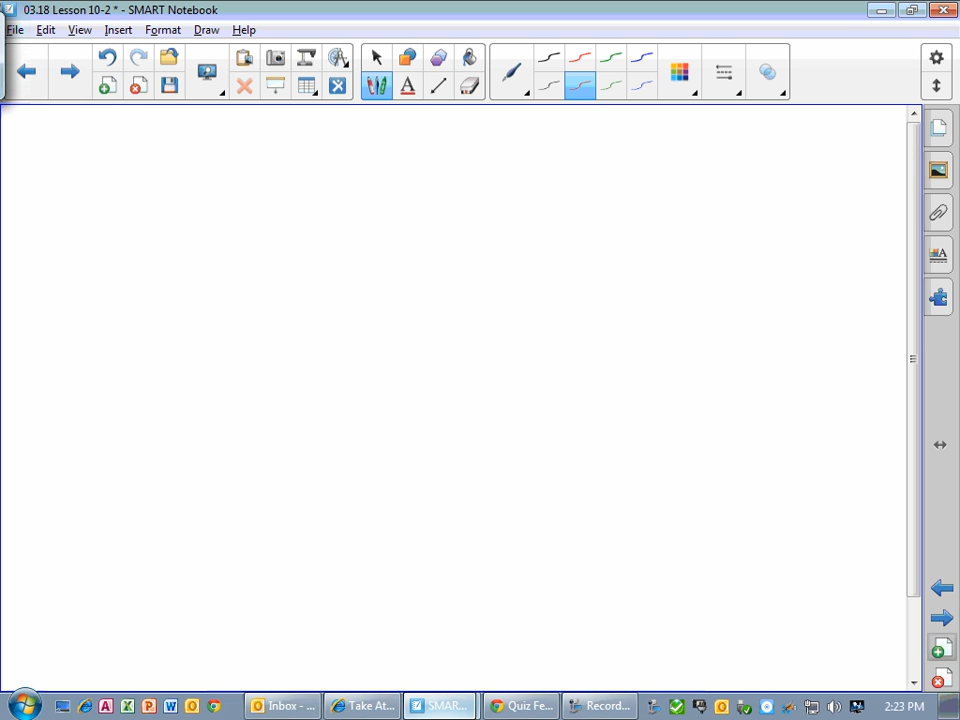 03.18 Lesson 10-2 * - SMART Notebook
File Edit View Insert Format Draw Help
Inbox - ... Take At... SMAR... Quiz Fe... Record... 2:23 PM